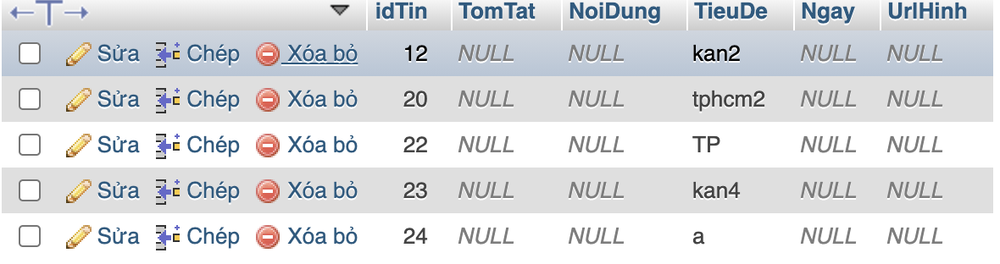 idTin TomTat NoiDung TieuDe Ngay UrlHinh
Sửa Chép Xóa bỏ 12 NULL NULL kan2 NULL NULL
Sửa Chép Xóa bỏ 20 NULL NULL tphcm2 NULL NULL
Sửa Chép Xóa bỏ 22 NULL NULL TP NULL NULL
Sửa Chép Xóa bỏ 23 NULL NULL kan4 NULL NULL
Sửa Chép Xóa bỏ 24 NULL NULL a NULL NULL